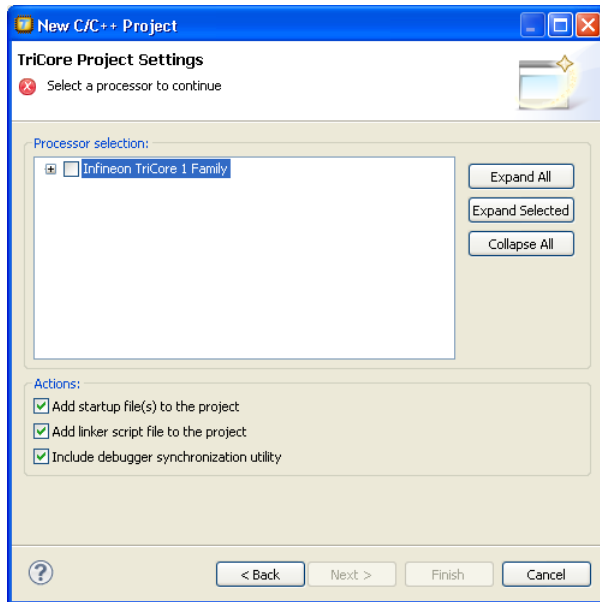 New C/C++ Project
TriCore Project Settings
Select a processor to continue
Processor selection:
Infineon TriCore 1 Family
Expand All
Expand Selected
Collapse All
Actions:
Add startup file(s) to the project
Add linker script file to the project
Include debugger synchronization utility
< Back
Next >
Finish
Cancel